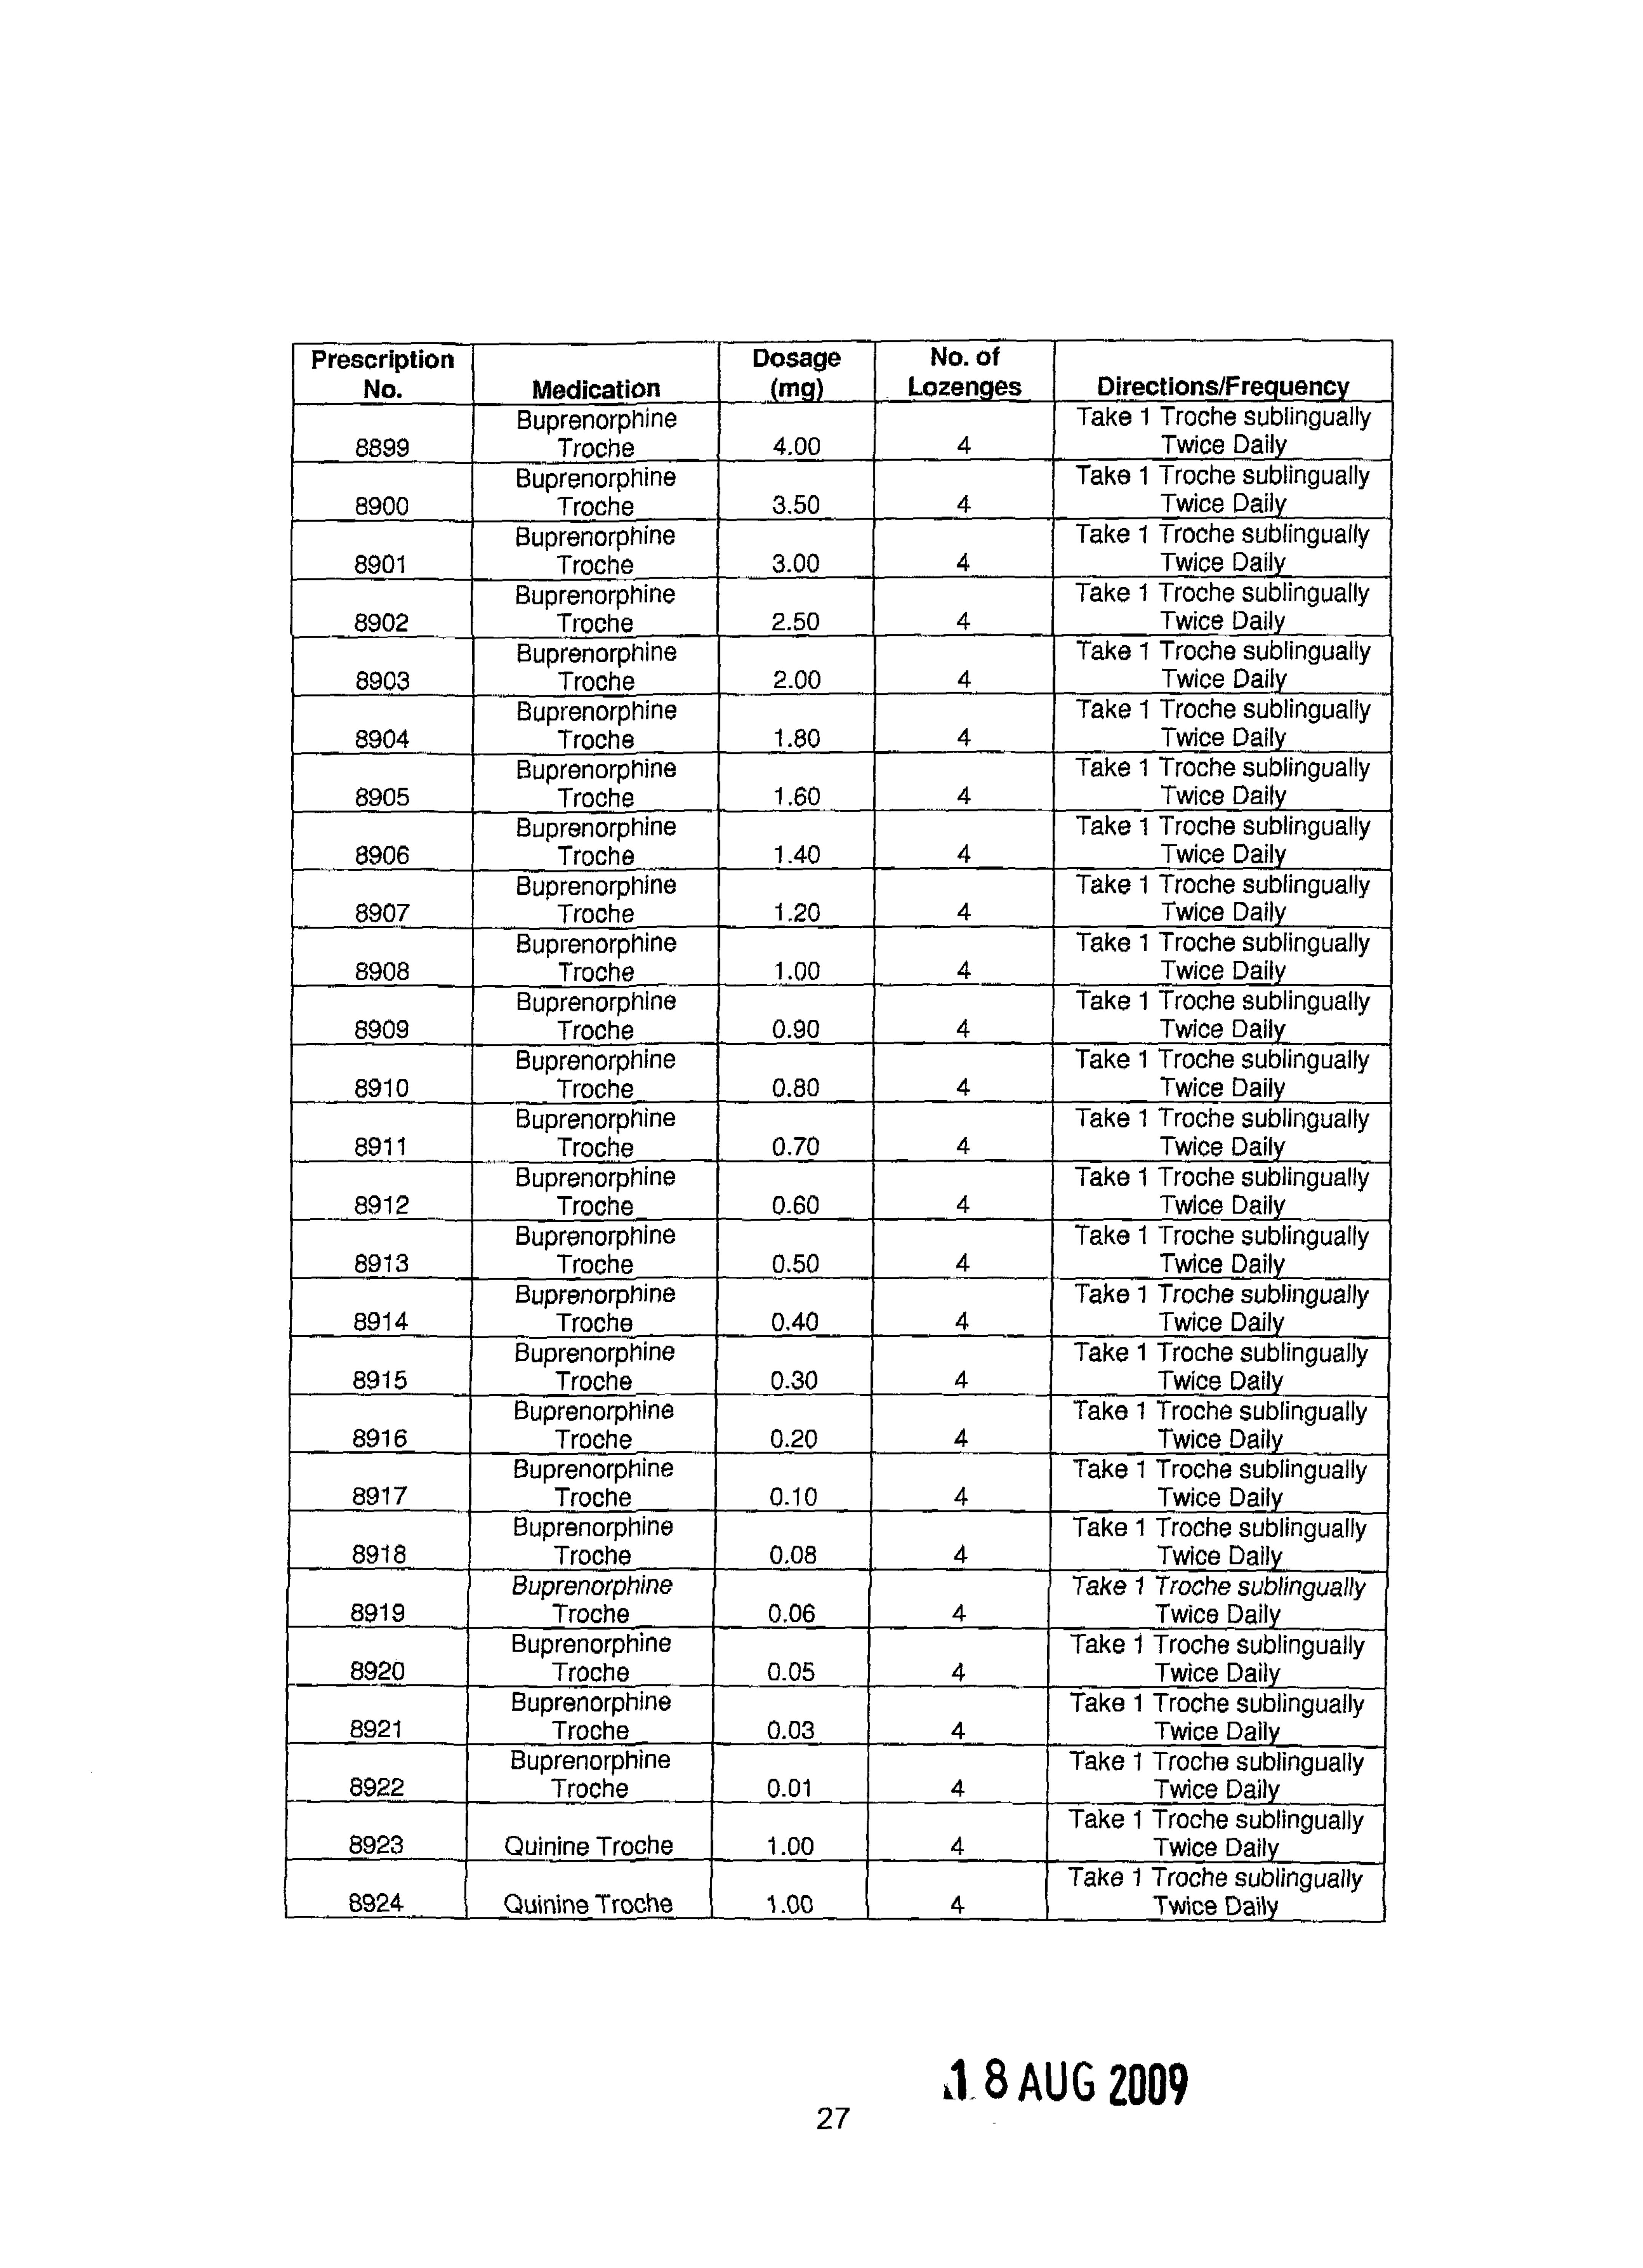 Prescription No. Medication Dosage (mg) No. of Lozenges Directions/Frequency
8899 Buprenorphine Troche 4.00 4 Take 1 Troche sublingually Twice Daily
8900 Buprenorphine Troche 3.50 4 Take 1 Troche sublingually Twice Daily
8901 Buprenorphine Troche 3.00 4 Take 1 Troche sublingually Twice Daily
8902 Buprenorphine Troche 2.50 4 Take 1 Troche sublingually Twice Daily
8903 Buprenorphine Troche 2.00 4 Take 1 Troche sublingually Twice Daily
8904 Buprenorphine Troche 1.80 4 Take 1 Troche sublingually Twice Daily
8905 Buprenorphine Troche 1.60 4 Take 1 Troche sublingually Twice Daily
8906 Buprenorphine Troche 1.40 4 Take 1 Troche sublingually Twice Daily
8907 Buprenorphine Troche 1.20 4 Take 1 Troche sublingually Twice Daily
8908 Buprenorphine Troche 1.00 4 Take 1 Troche sublingually Twice Daily
8909 Buprenorphine Troche 0.90 4 Take 1 Troche sublingually Twice Daily
8910 Buprenorphine Troche 0.80 4 Take 1 Troche sublingually Twice Daily
8911 Buprenorphine Troche 0.70 4 Take 1 Troche sublingually Twice Daily
8912 Buprenorphine Troche 0.60 4 Take 1 Troche sublingually Twice Daily
8913 Buprenorphine Troche 0.50 4 Take 1 Troche sublingually Twice Daily
8914 Buprenorphine Troche 0.40 4 Take 1 Troche sublingually Twice Daily
8915 Buprenorphine Troche 0.30 4 Take 1 Troche sublingually Twice Daily
8916 Buprenorphine Troche 0.20 4 Take 1 Troche sublingually Twice Daily
8917 Buprenorphine Troche 0.10 4 Take 1 Troche sublingually Twice Daily
8918 Buprenorphine Troche 0.08 4 Take 1 Troche sublingually Twice Daily
8919 Buprenorphine Troche 0.06 4 Take 1 Troche sublingually Twice Daily
8920 Buprenorphine Troche 0.05 4 Take 1 Troche sublingually Twice Daily
8921 Buprenorphine Troche 0.03 4 Take 1 Troche sublingually Twice Daily
8922 Buprenorphine Troche 0.01 4 Take 1 Troche sublingually Twice Daily
8923 Quinine Troche 1.00 4 Take 1 Troche sublingually Twice Daily
8924 Quinine Troche 1.00 4 Take 1 Troche sublingually Twice Daily
18 AUG 2009
27